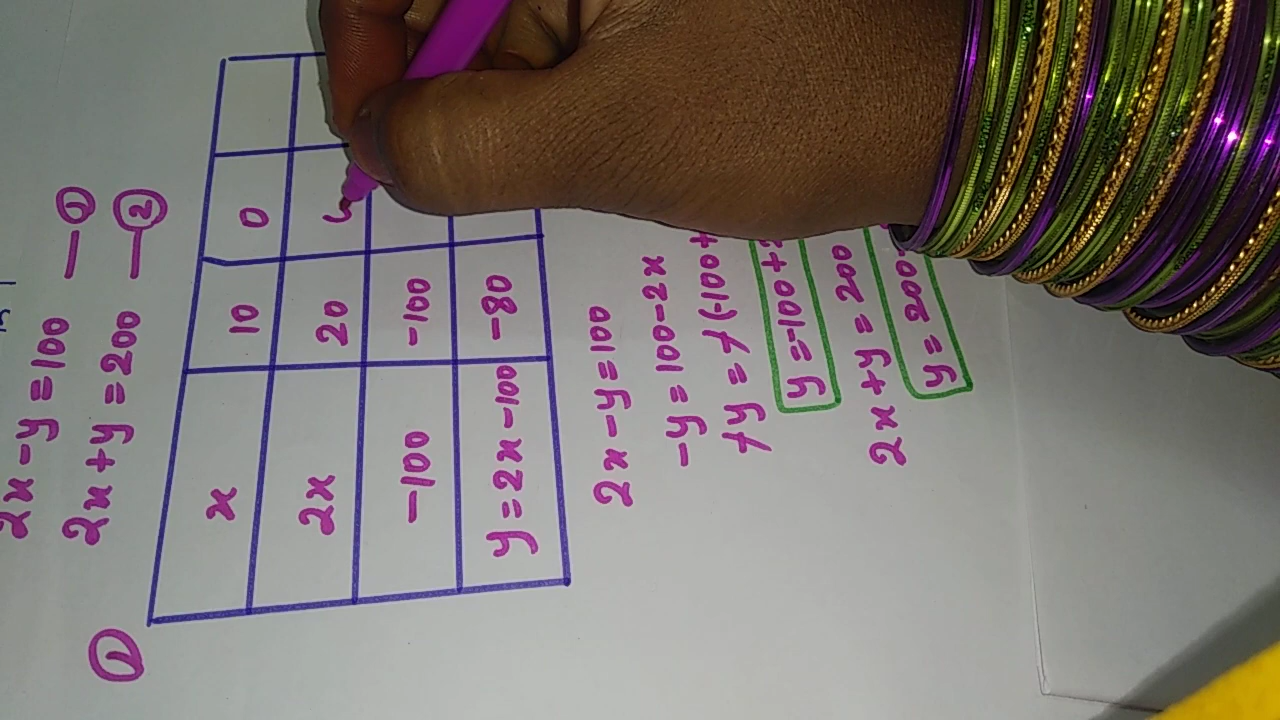 2x - y = 100 — ①
2x + y = 200 — ②
①
x 10 0
2x 20
-100 -100
y = 2x - 100 -80
2x - y = 100
-y = 100 - 2x
+y = +(-100+
y = -100 + 2
2x + y = 200
y = 200-